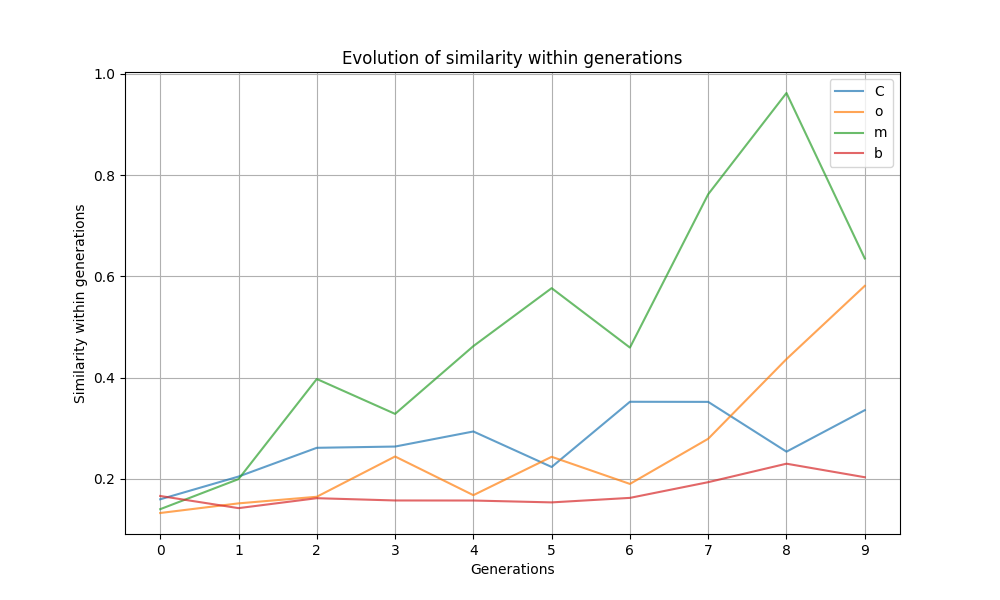 Evolution of similarity within generations
1.0
0.8
0.6
0.4
0.2
Similarity within generations
C
o
m
b
0 1 2 3 4 5 6 7 8 9
Generations